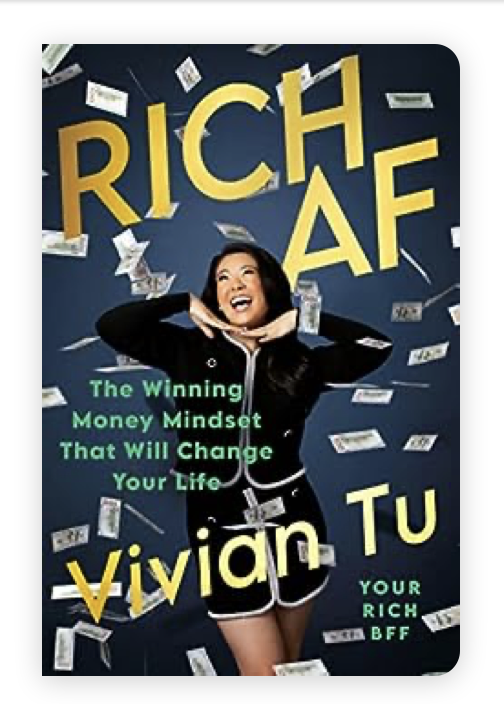 RICH
AF
The Winning
Money Mindset
That Will Change
Your Life
Vivian Tu
YOUR
RICH
BFF